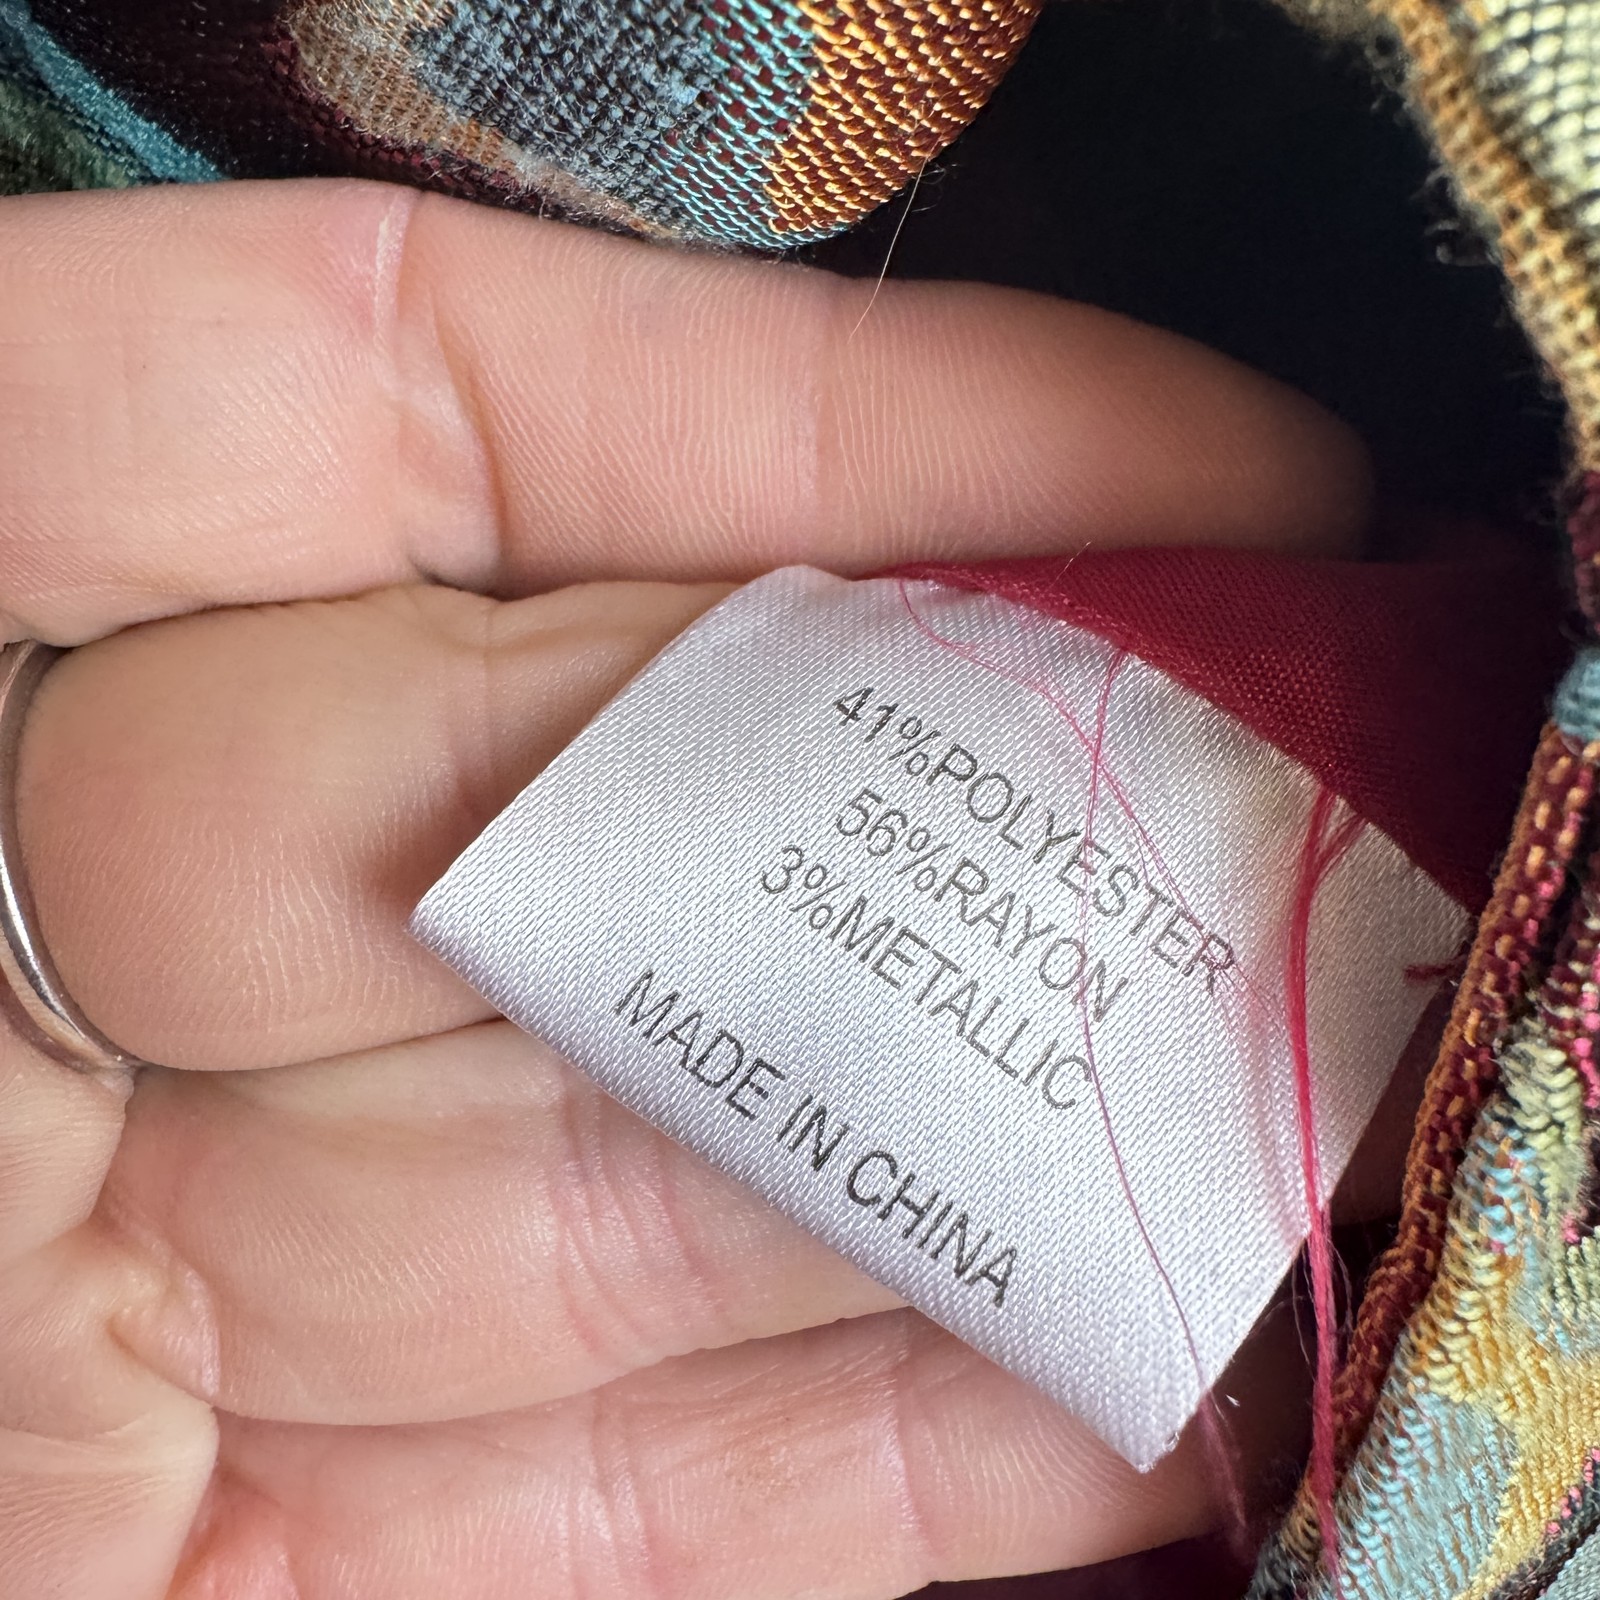 41%POLYESTER
56%RAYON
3%METALLIC
MADE IN CHINA